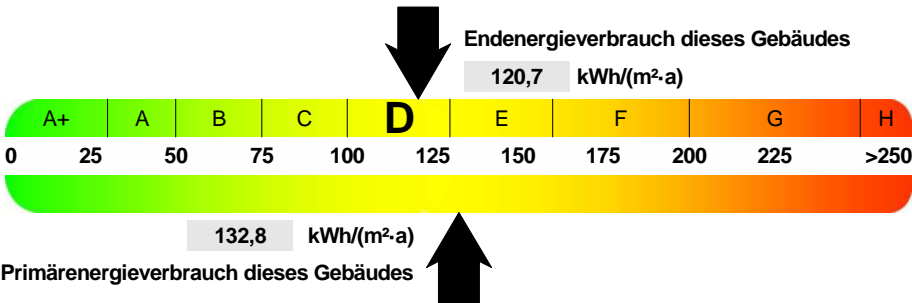 Endenergieverbrauch dieses Gebäudes
120,7 kWh/(m²·a)
A+ A B C D E F G H
0 25 50 75 100 125 150 175 200 225 >250
132,8 kWh/(m²·a)
Primärenergieverbrauch dieses Gebäudes